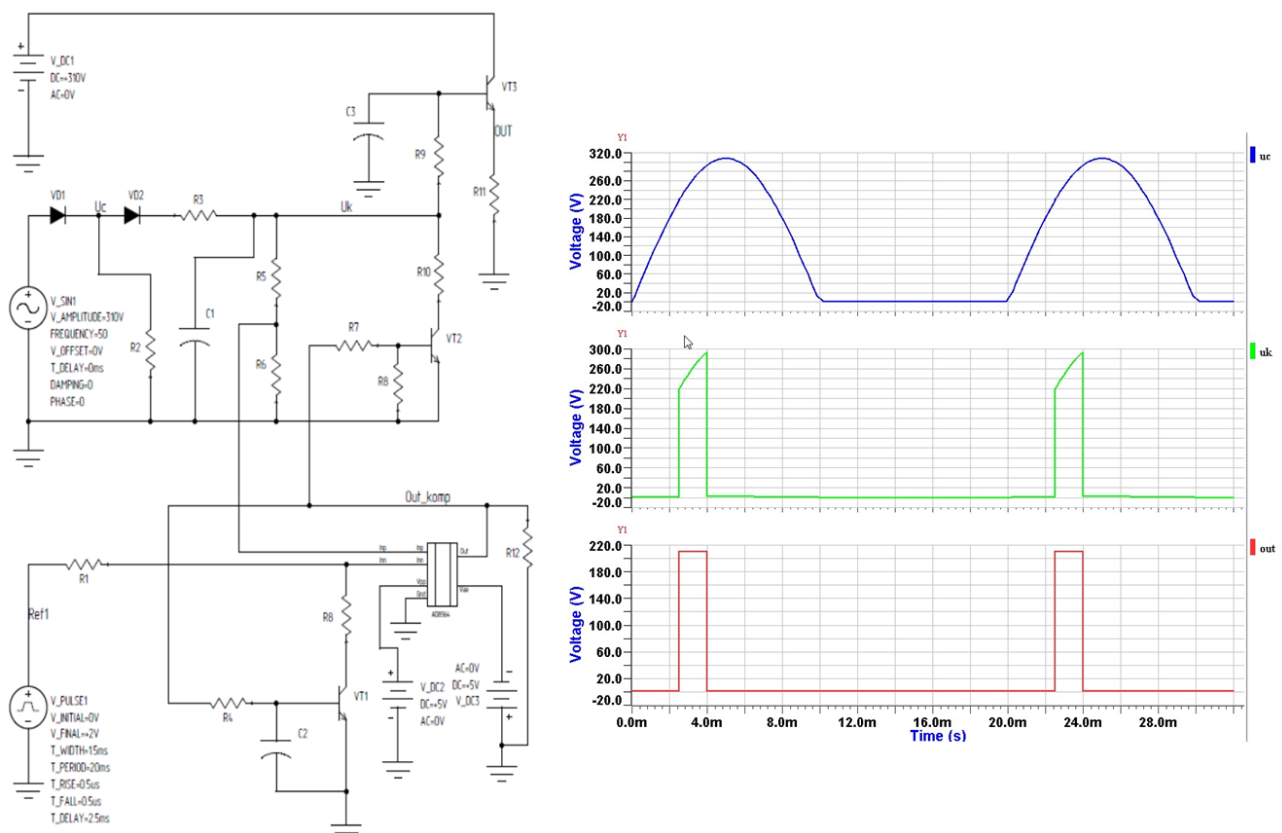 V_DC1
DC=+310V
AC=0V
VT3
C3
OUT
R9
R11
VD1
Uc
VD2
R3
Uk
R5
R10
V_SIN1
V_AMPLITUDE=310V
FREQUENCY=50
V_OFFSET=0V
T_DELAY=0ms
DAMPING=0
PHASE=0
R2
C1
R6
R7
VT2
R8
Out_komp
R1
Ref1
Inp
Inn
Vpp
Gnd
Inp
Inn
Out
Vee
AD8564
R12
R8
VT1
R4
C2
V_DC2
DC=+5V
AC=0V
AC=0V
DC=+5V
V_DC3
V_PULSE1
V_INITIAL=0V
V_FINAL=+2V
T_PERIOD=20ms
T_RISE=0.5us
T_FALL=0.5us
Y1
320.0
260.0
220.0
180.0
140.0
100.0
60.0
20.0
-20.0
Voltage (V)
uc
Y1
300.0
260.0
220.0
180.0
140.0
100.0
60.0
20.0
-20.0
Voltage (V)
uk
Y1
220.0
180.0
140.0
100.0
60.0
20.0
-20.0
Voltage (V)
out
0.0m
4.0m
8.0m
12.0m
16.0m
20.0m
24.0m
28.0m
Time (s)